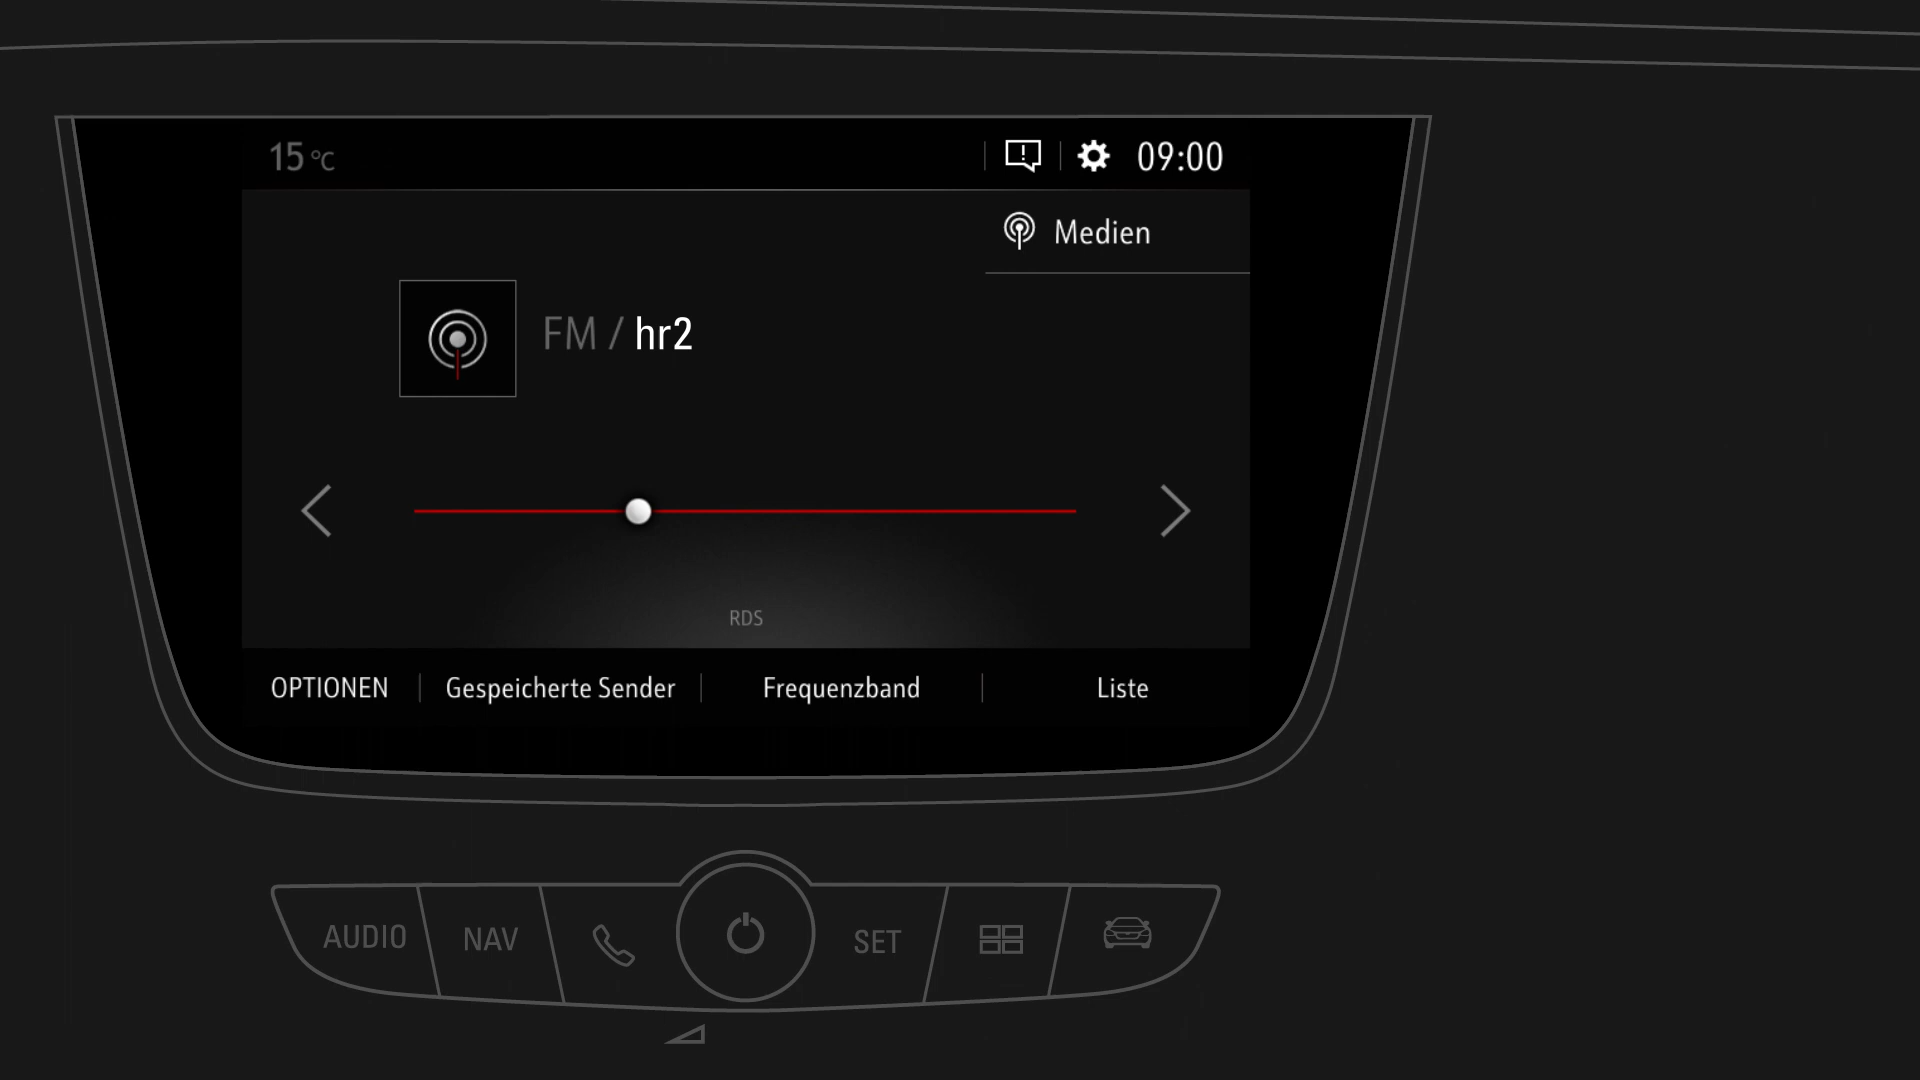 15 °C
09:00
Medien
FM / hr2
RDS
OPTIONEN
Gespeicherte Sender
Frequenzband
Liste
AUDIO
NAV
SET